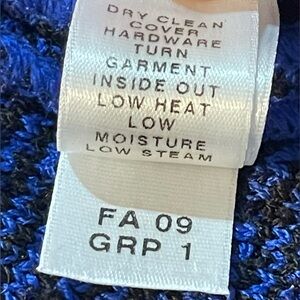 DRY CLEAN
COVER
HARDWARE
TURN
GARMENT
INSIDE OUT
LOW HEAT
LOW
MOISTURE
LOW STEAM
FA 09
GRP 1